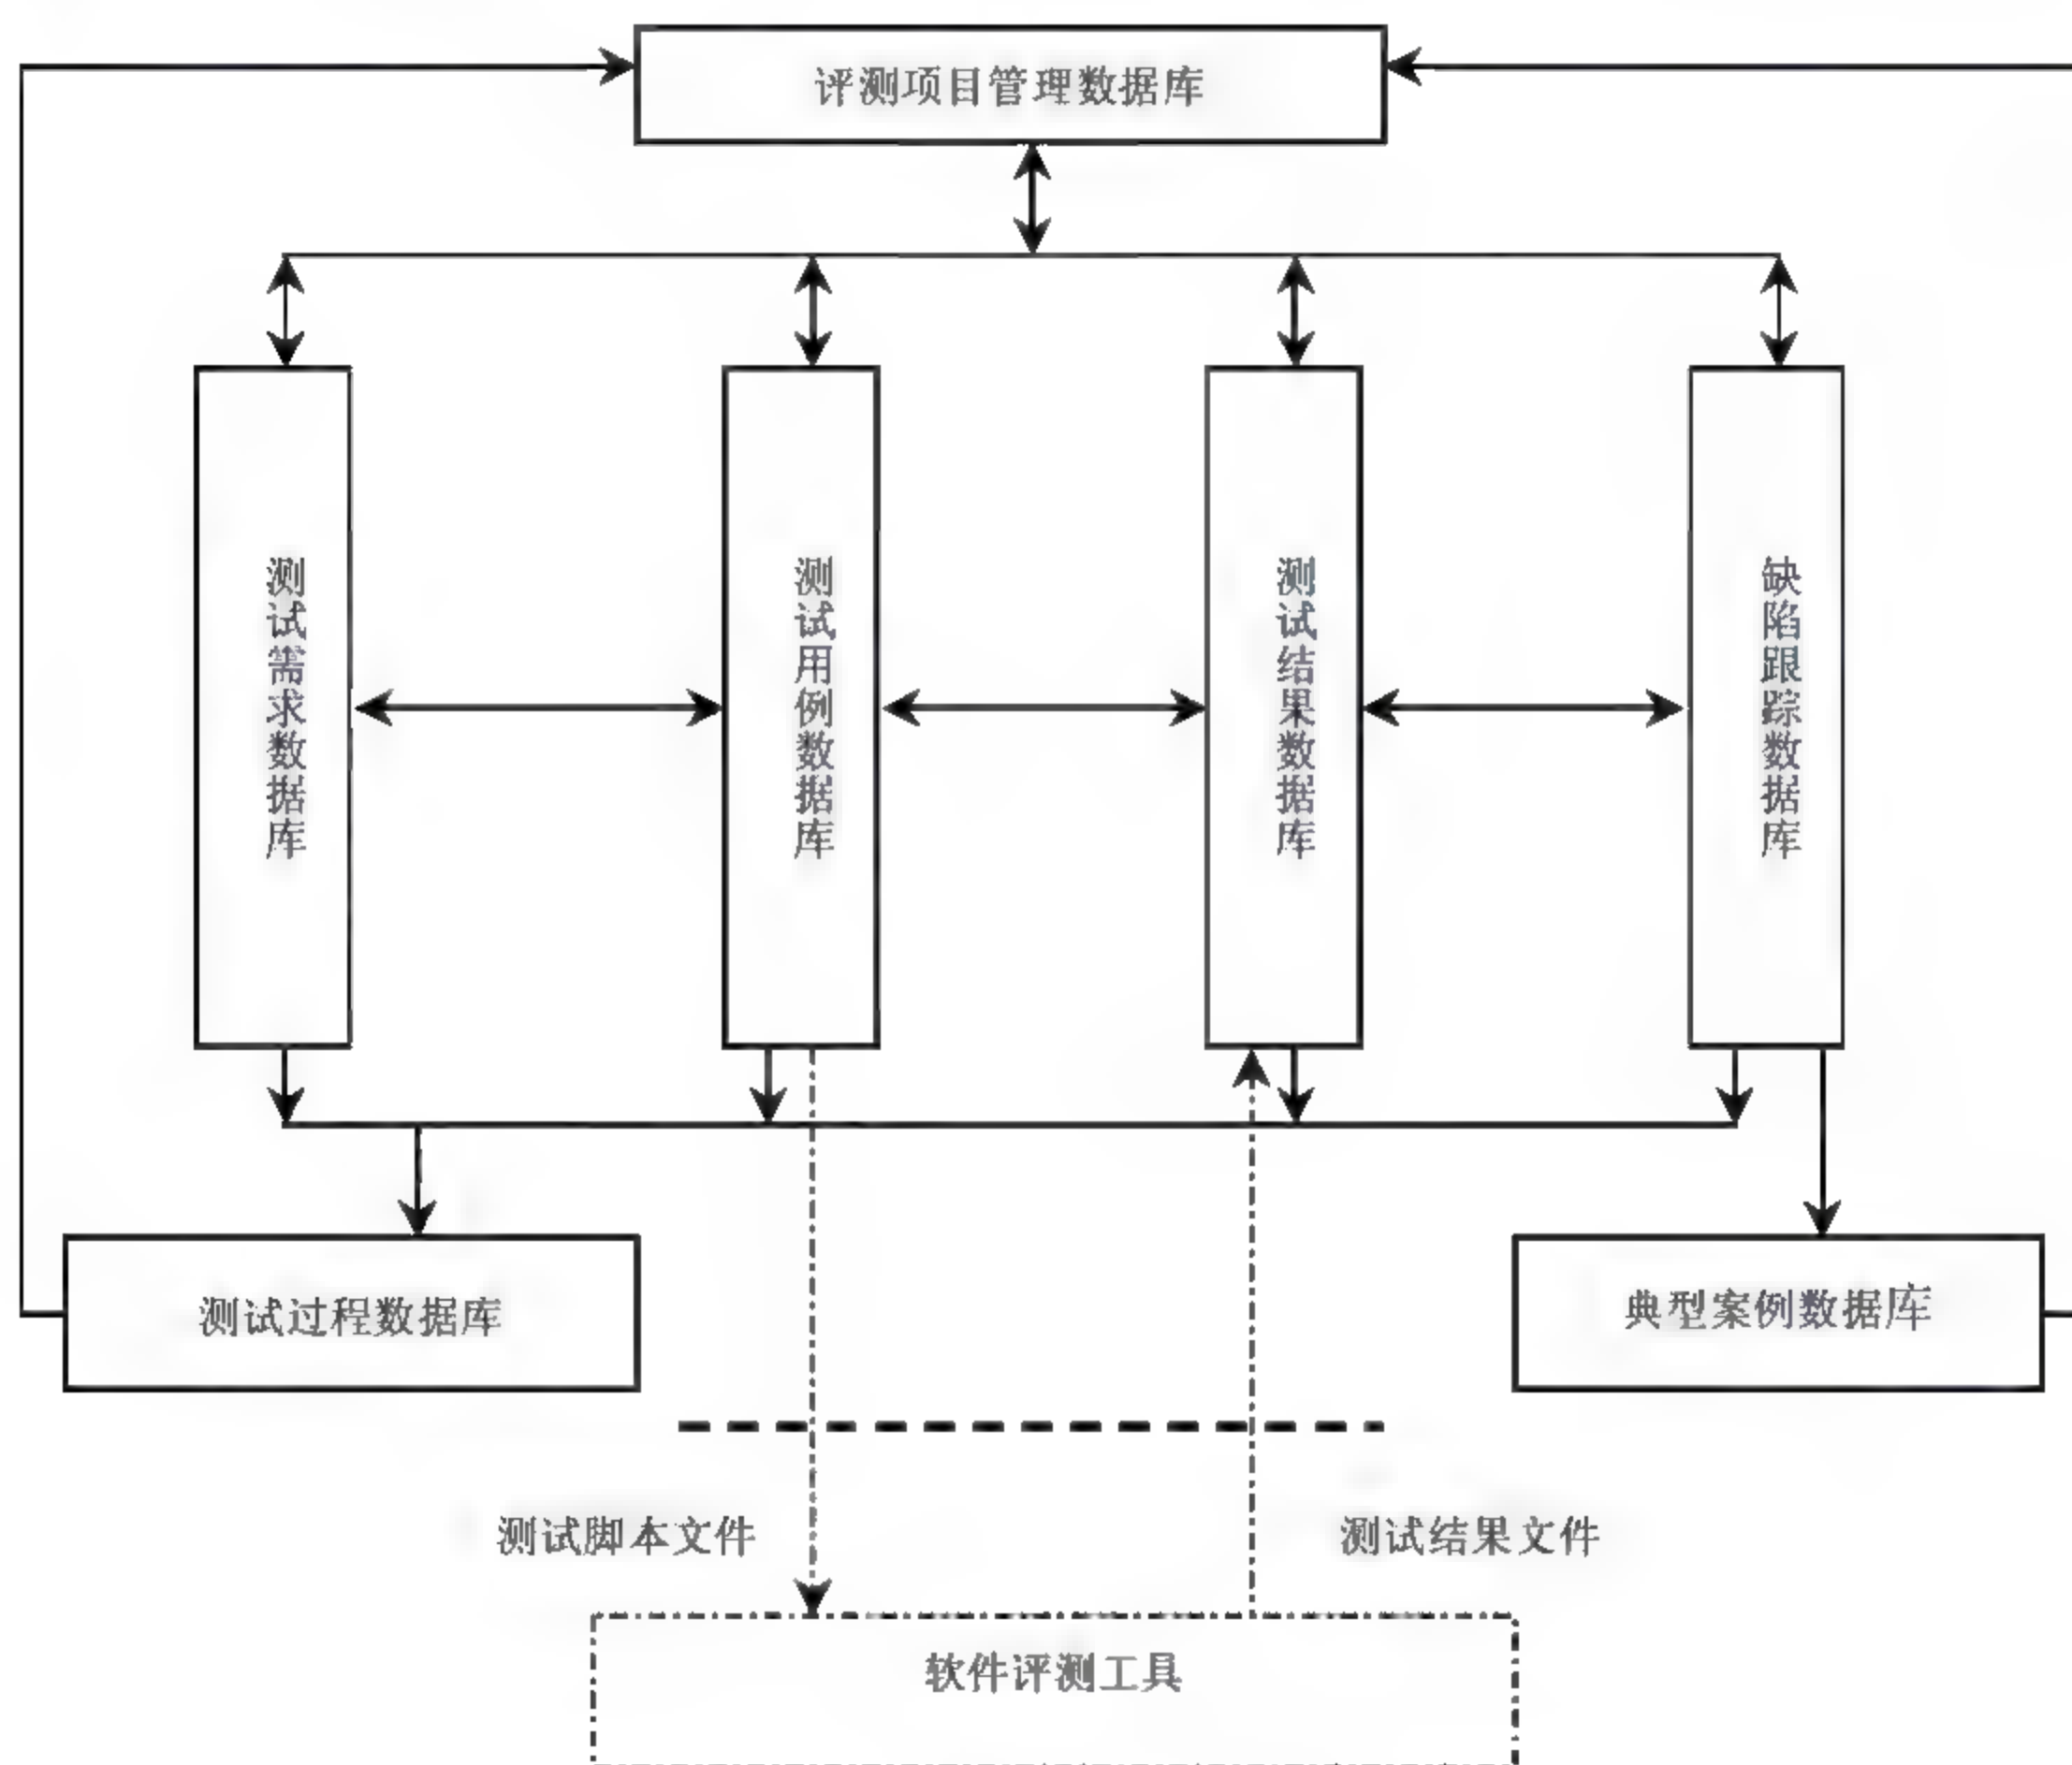 评测项目管理数据库
测试需求数据库
测试用例数据库
测试结果数据库
缺陷跟踪数据库
测试过程数据库
典型案例数据库
测试脚本文件
测试结果文件
软件评测工具